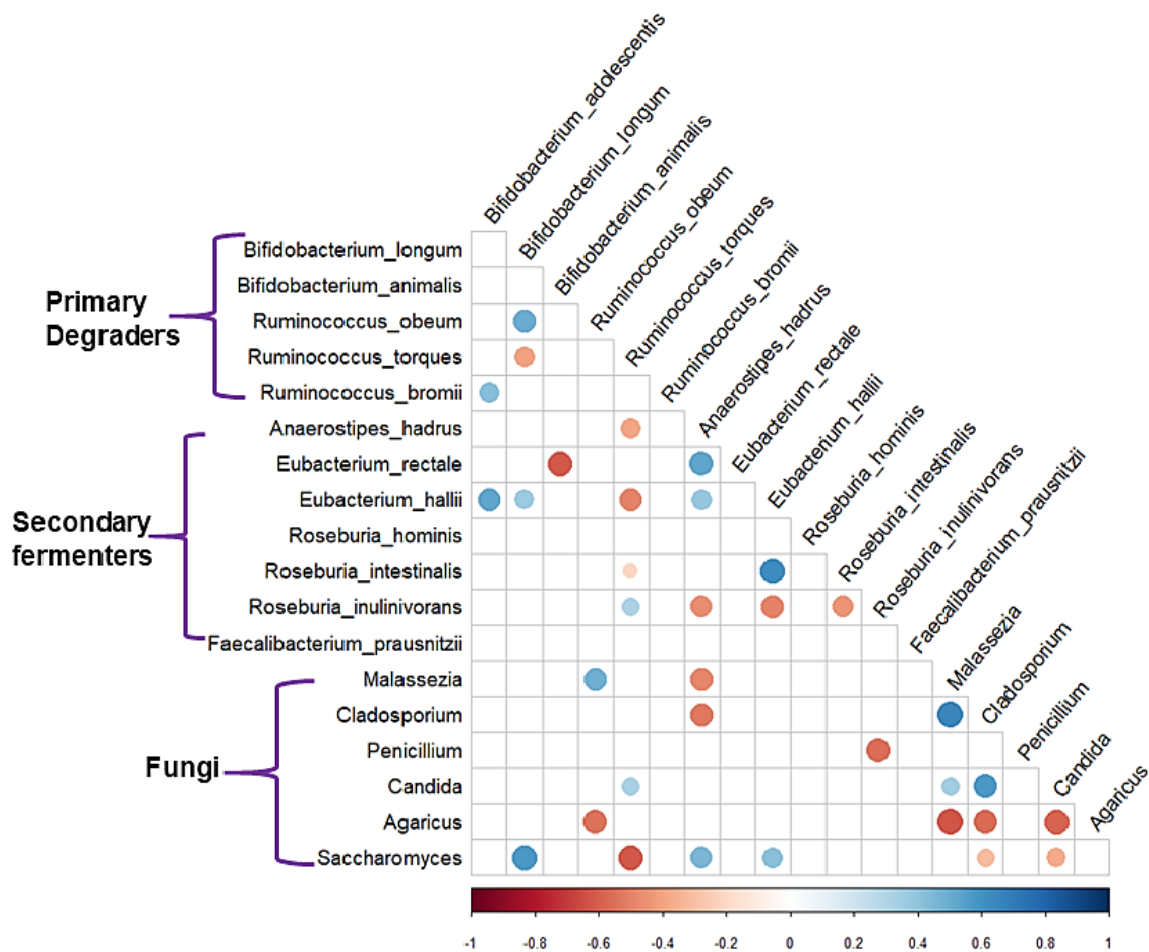 Bifidobacterium_adolescentis
Bifidobacterium_longum
Bifidobacterium_animalis
Ruminococcus_obeum
Ruminococcus_torques
Ruminococcus_bromii
Anaerostipes_hadrus
Eubacterium_rectale
Eubacterium_hallii
Roseburia_hominis
Roseburia_intestinalis
Roseburia_inulinivorans
Faecalibacterium_prausnitzii
Malassezia
Cladosporium
Penicillium
Candida
Agaricus
Primary
Degraders
Bifidobacterium_longum
Bifidobacterium_animalis
Ruminococcus_obeum
Ruminococcus_torques
Ruminococcus_bromii
Secondary
fermenters
Anaerostipes_hadrus
Eubacterium_rectale
Eubacterium_hallii
Roseburia_hominis
Roseburia_intestinalis
Roseburia_inulinivorans
Faecalibacterium_prausnitzii
Fungi
Malassezia
Cladosporium
Penicillium
Candida
Agaricus
Saccharomyces
-1 -0.8 -0.6 -0.4 -0.2 0 0.2 0.4 0.6 0.8 1